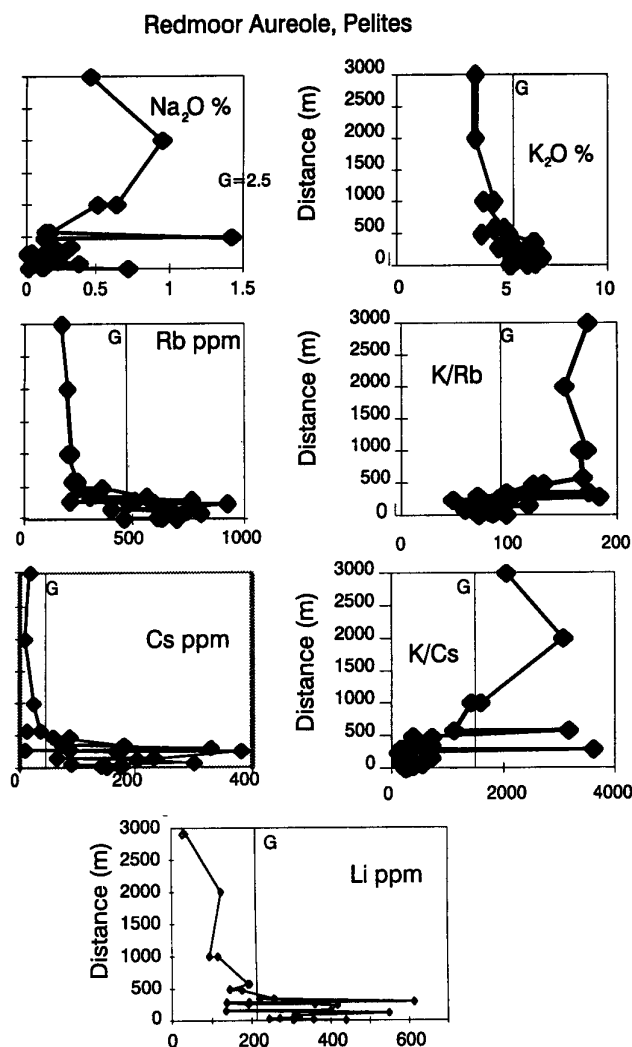 Redmoor Aureole, Pelites
Na₂O %
G=2.5
0 0.5 1 1.5
Distance (m)
3000
2500
2000
1500
1000
500
0
G
K₂O %
0 5 10
G
Rb ppm
0 500 1000
Distance (m)
3000
2500
2000
1500
1000
500
0
G
K/Rb
0 100 200
G
Cs ppm
0 200 400
Distance (m)
3000
2500
2000
1500
1000
500
0
G
K/Cs
0 2000 4000
Distance (m)
3000
2500
2000
1500
1000
500
0
G
Li ppm
0 200 400 600